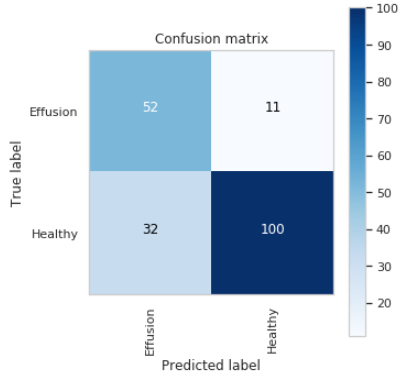 Confusion matrix
True label
Effusion
52
11
Healthy
32
100
Effusion
Healthy
Predicted label
100
90
80
70
60
50
40
30
20